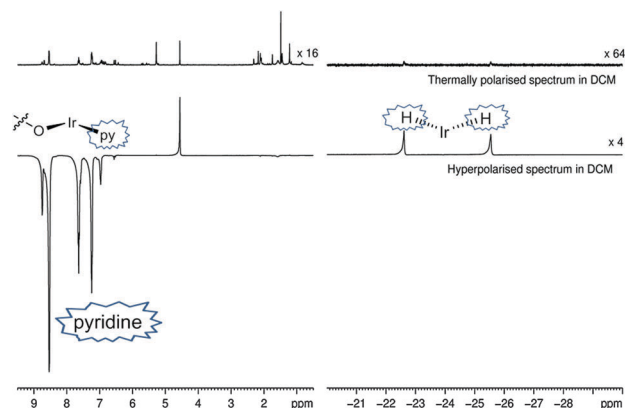 x 16
x 64
Thermally polarised spectrum in DCM
O Ir py
H Ir H
x 4
Hyperpolarised spectrum in DCM
pyridine
9 8 7 6 5 4 3 2 ppm
−21 −22 −23 −24 −25 −26 −27 −28 ppm